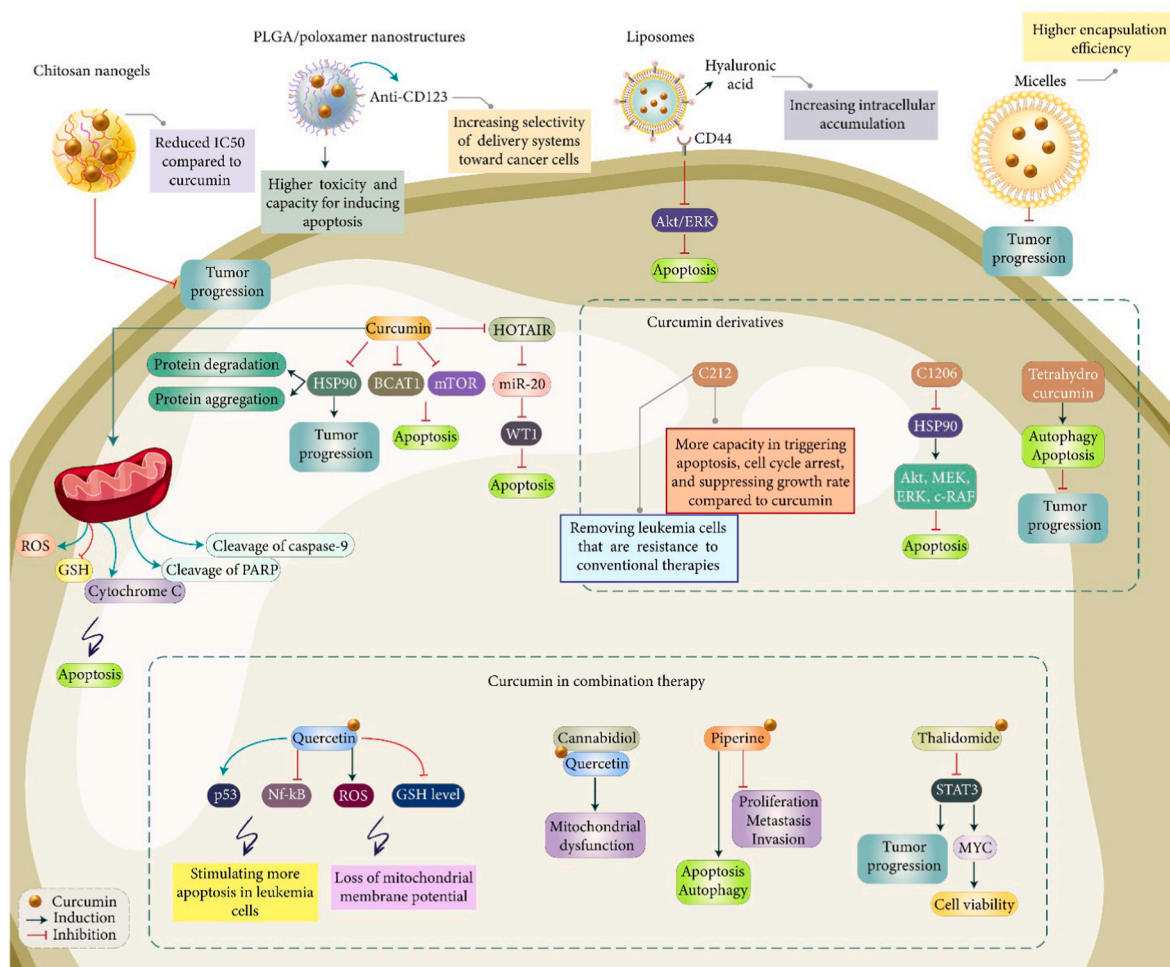 PLGA/poloxamer nanostructures
Liposomes
Higher encapsulation
efficiency
Chitosan nanogels
Anti-CD123
Hyaluronic
acid
Micelles
Reduced IC50
compared to
curcumin
Increasing selectivity
of delivery systems
toward cancer cells
Increasing intracellular
accumulation
CD44
Higher toxicity and
capacity for inducing
apoptosis
Akt/ERK
Apoptosis
Tumor
progression
Tumor
progression
Curcumin
HOTAIR
Protein degradation
Protein aggregation
HSP90
BCAT1
mTOR
miR-20
Tumor
progression
Apoptosis
WT1
Apoptosis
Curcumin derivatives
C212
C1206
Tetrahydro
curcumin
HSP90
Autophagy
Apoptosis
More capacity in triggering
apoptosis, cell cycle arrest,
and suppressing growth rate
compared to curcumin
Akt, MEK,
ERK, c-RAF
Tumor
progression
Removing leukemia cells
that are resistance to
conventional therapies
Apoptosis
ROS
GSH
Cytochrome C
Cleavage of caspase-9
Cleavage of PARP
Apoptosis
Curcumin in combination therapy
Quercetin
p53
Nf-kB
ROS
GSH level
Stimulating more
apoptosis in leukemia
cells
Loss of mitochondrial
membrane potential
Cannabidiol
Quercetin
Mitochondrial
dysfunction
Piperine
Proliferation
Metastasis
Invasion
Apoptosis
Autophagy
Thalidomide
STAT3
Tumor
progression
MYC
Cell viability
Curcumin
Induction
Inhibition